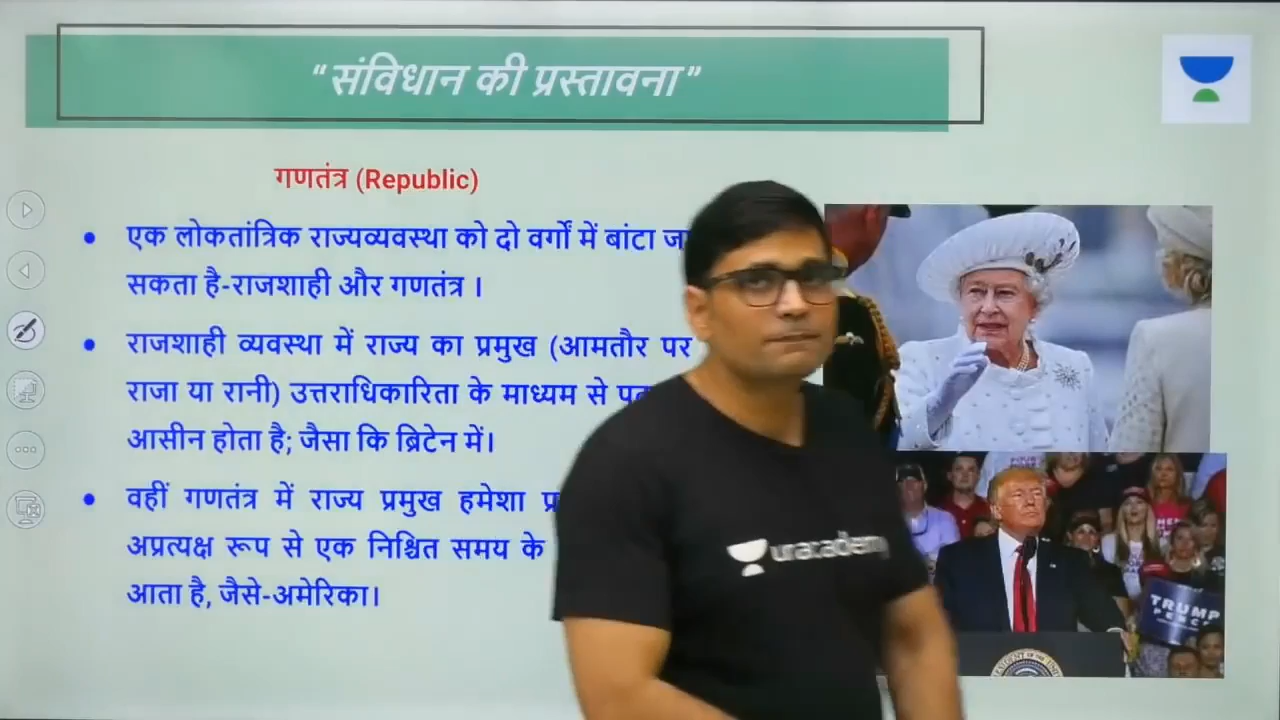 “संविधान की प्रस्तावना”
गणतंत्र (Republic)
एक लोकतांत्रिक राज्यव्यवस्था को दो वर्गों में बांटा
सकता है-राजशाही और गणतंत्र ।
राजशाही व्यवस्था में राज्य का प्रमुख (आमतौर पर
राजा या रानी) उत्तराधिकारिता के माध्यम से
आसीन होता है; जैसा कि ब्रिटेन में।
वहीं गणतंत्र में राज्य प्रमुख हमेशा
अप्रत्यक्ष रूप से एक निश्चित समय के
आता है, जैसे-अमेरिका।
unacademy
TRUMP
PENCE